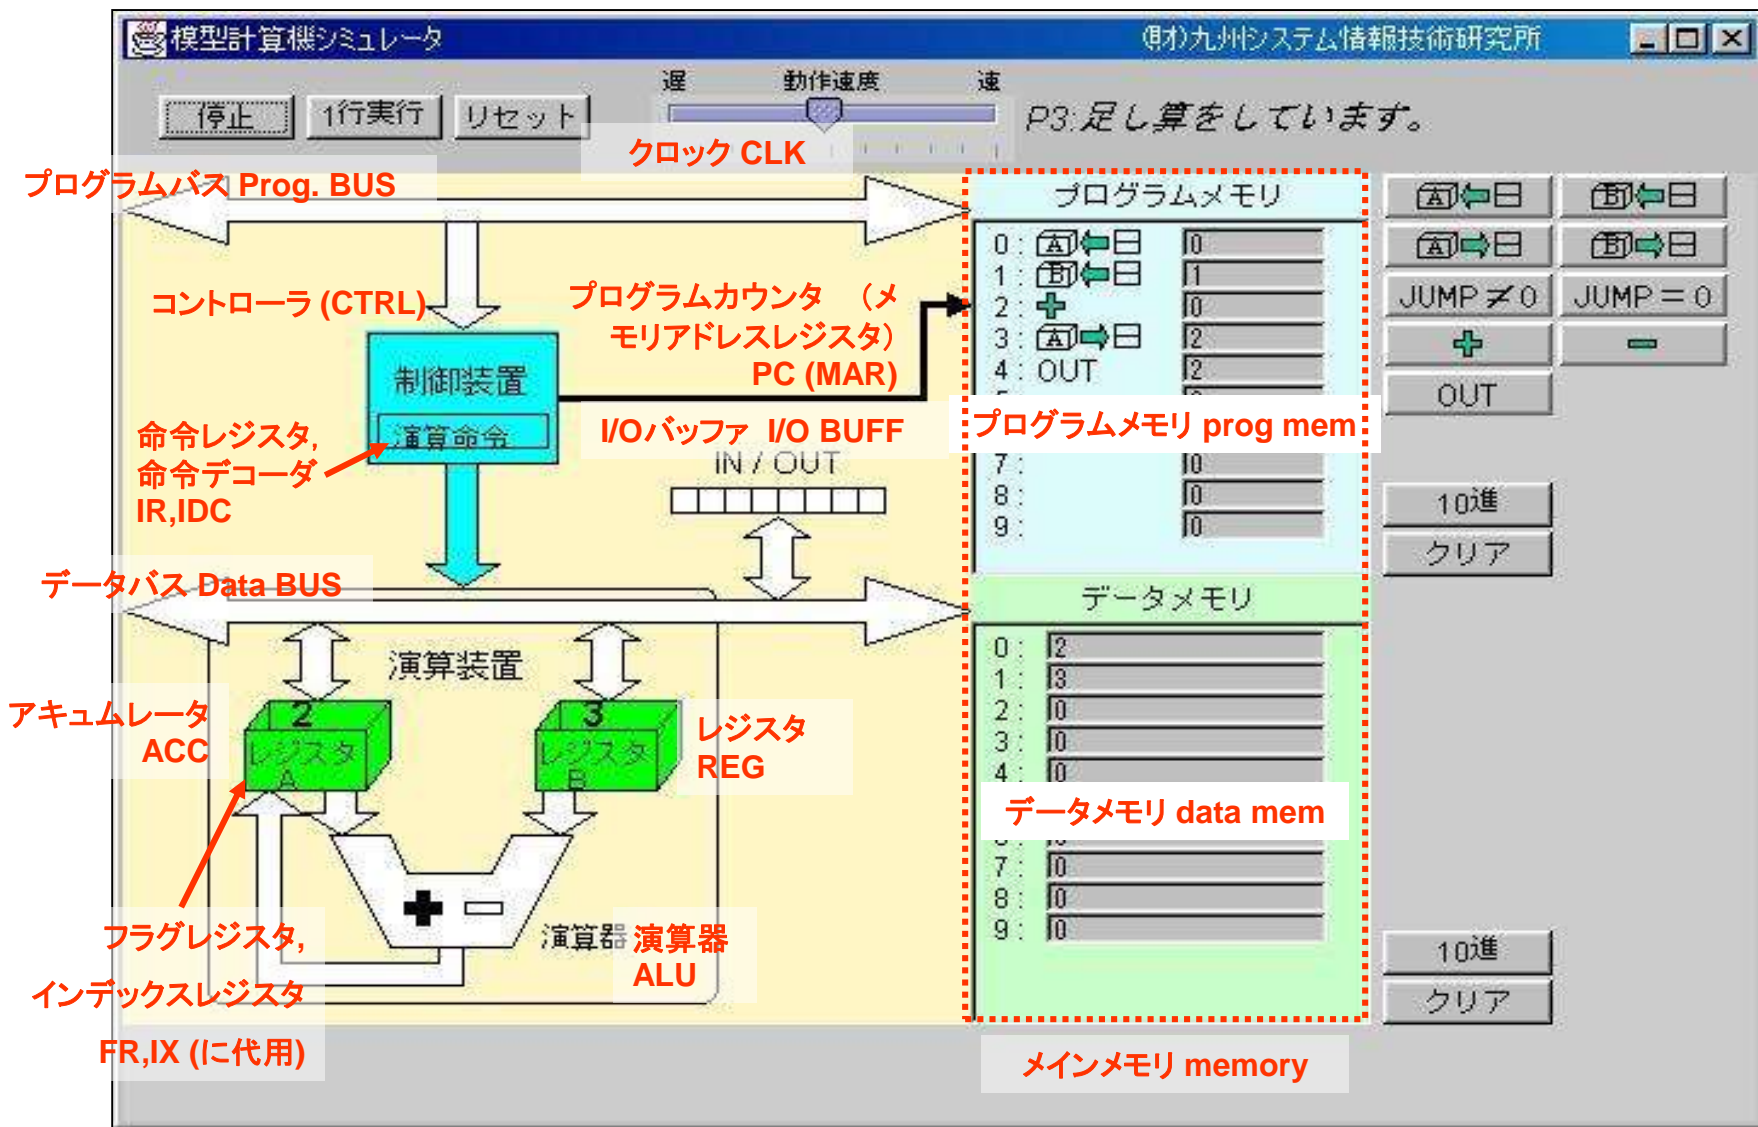 模型計算機シミュレータ
(財)九州システム情報技術研究所
停止
1行実行
リセット
遅 動作速度 速
P3:足し算をしています。
クロック CLK
プログラムバス Prog. BUS
コントローラ (CTRL)
制御装置
演算命令
命令レジスタ,
命令デコーダ
IR,IDC
プログラムカウンタ （メ
モリアドレスレジスタ）
PC (MAR)
I/Oバッファ I/O BUFF
IN / OUT
データバス Data BUS
演算装置
アキュムレータ
ACC
2
レジスタ
A
3
レジスタ
B
レジスタ
REG
演算器
演算器
ALU
フラグレジスタ,
インデックスレジスタ
FR,IX (に代用)
プログラムメモリ
0 : A 0
1 : B 1
2 : 0
3 : A 2
4 : OUT 2
プログラムメモリ prog mem
7 : 0
8 : 0
9 : 0
データメモリ
0 : 2
1 : 3
2 : 0
3 : 0
4 : 0
データメモリ data mem
7 : 0
8 : 0
9 : 0
メインメモリ memory
A
B
A
B
JUMP≠0
JUMP=0
+
−
OUT
10進
クリア
10進
クリア